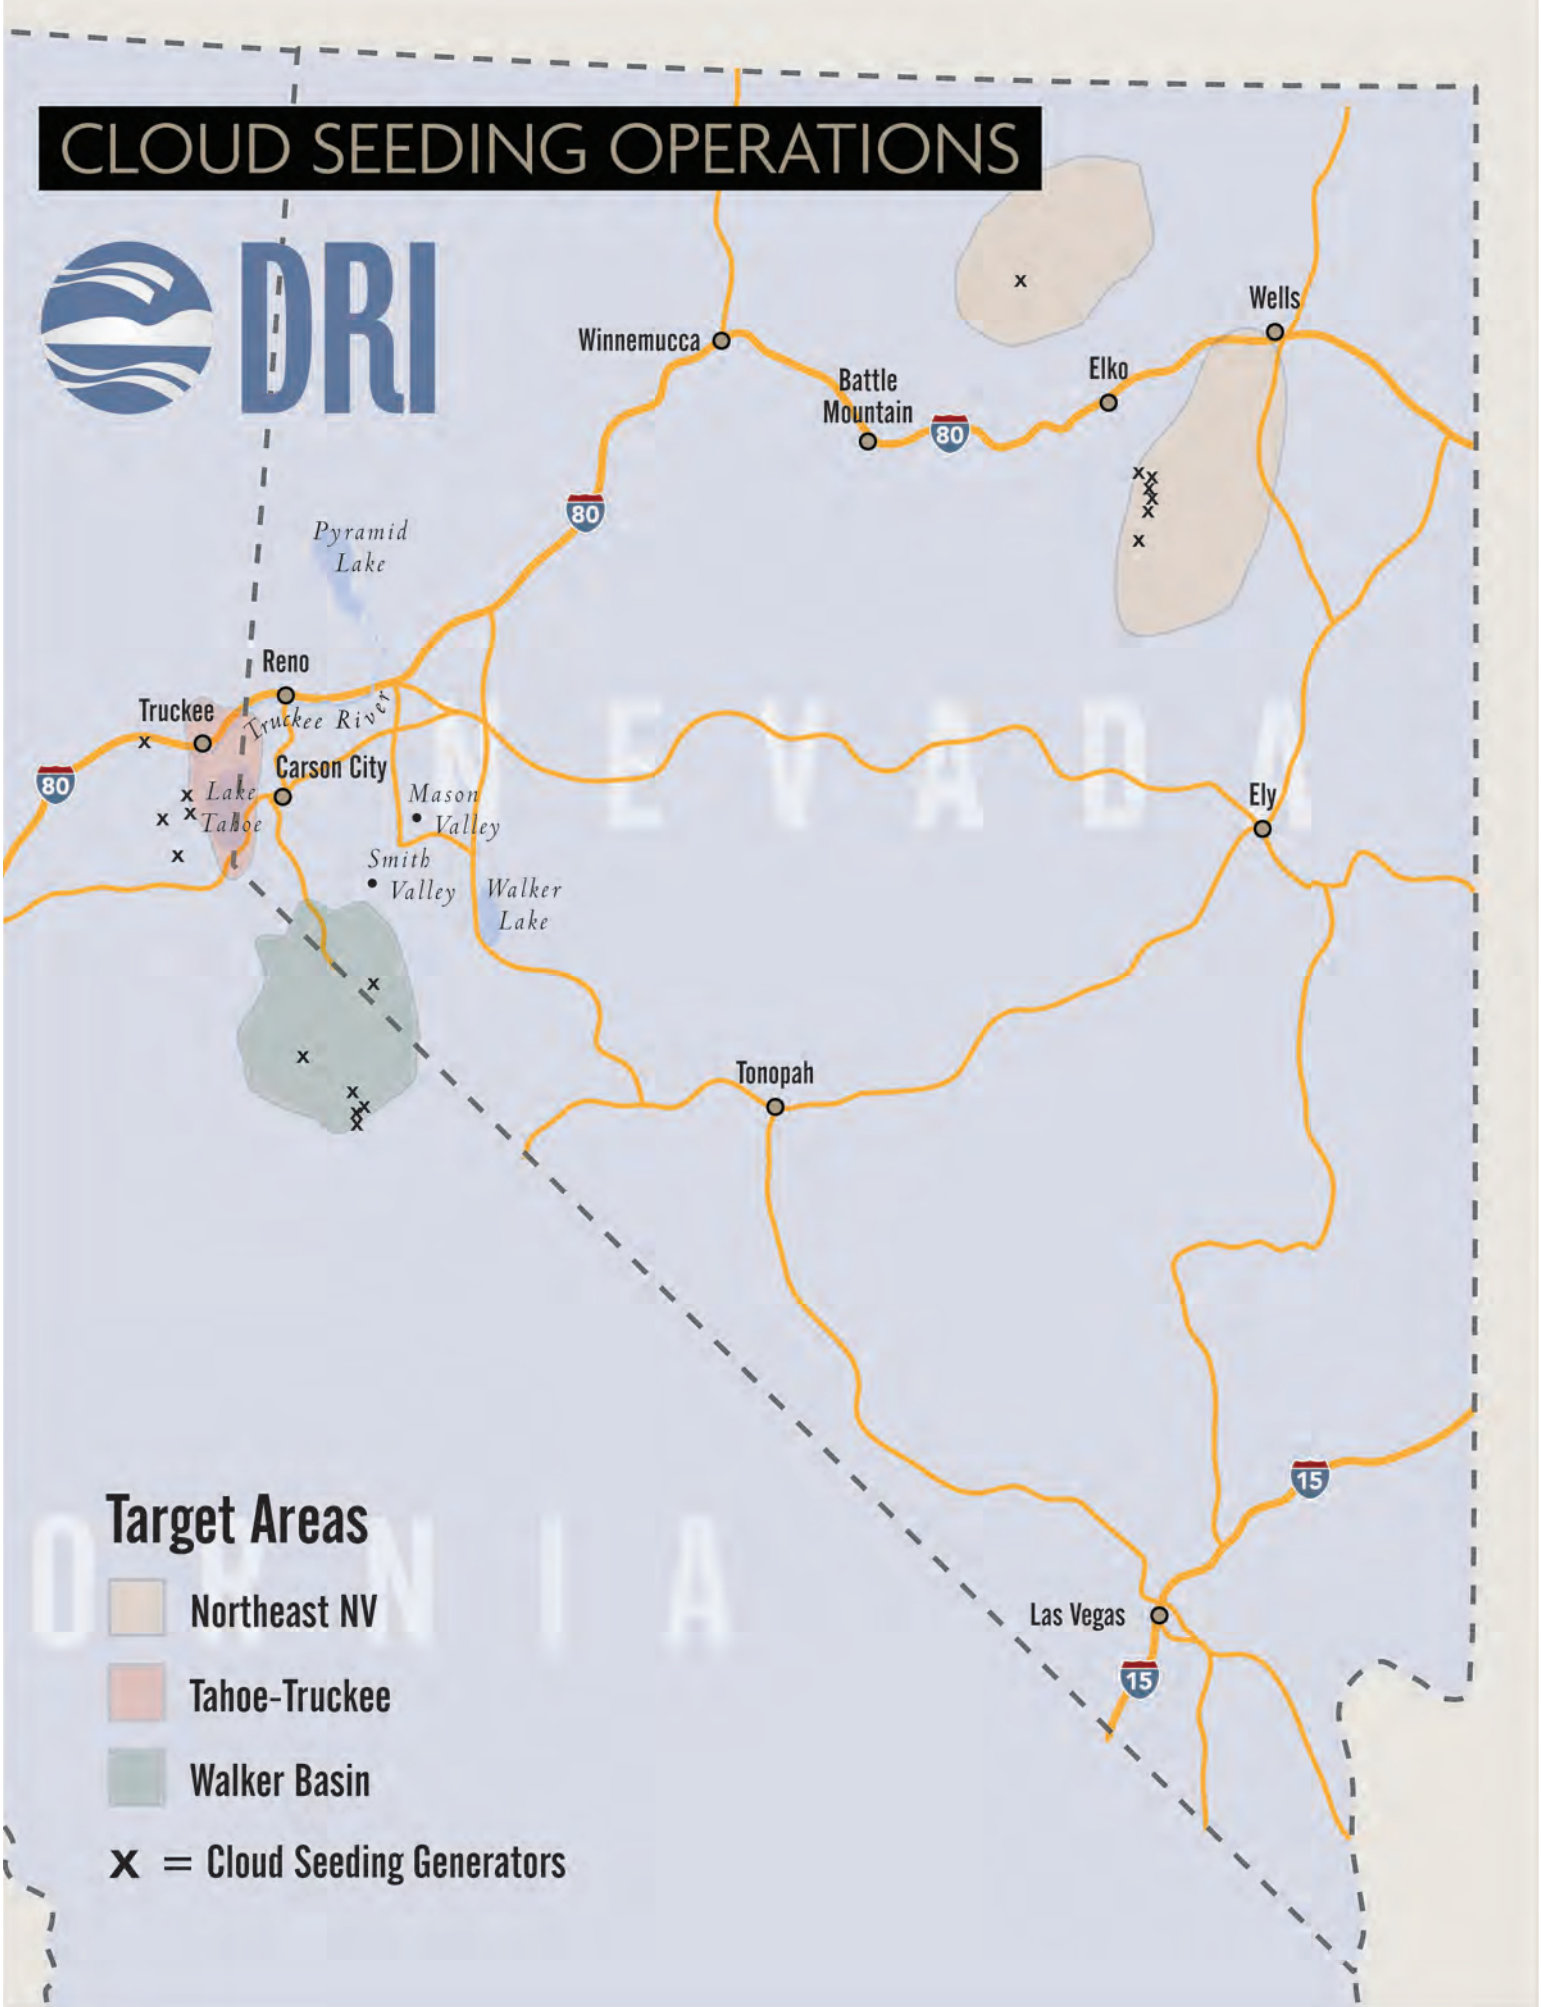 CLOUD SEEDING OPERATIONS
DRI
x
Wells
Winnemucca
Elko
Battle
Mountain
80
x
x
x
x
x
x
80
Pyramid
Lake
Reno
Truckee
Truckee River
x
NEVADA
Carson City
80
x
Lake
Tahoe
x
x
Mason
Valley
Ely
x
Smith
Valley
Walker
Lake
x
x
Tonopah
x
x
x
x
15
Target Areas
ORNIA
Northeast NV
Las Vegas
15
Tahoe-Truckee
Walker Basin
x = Cloud Seeding Generators